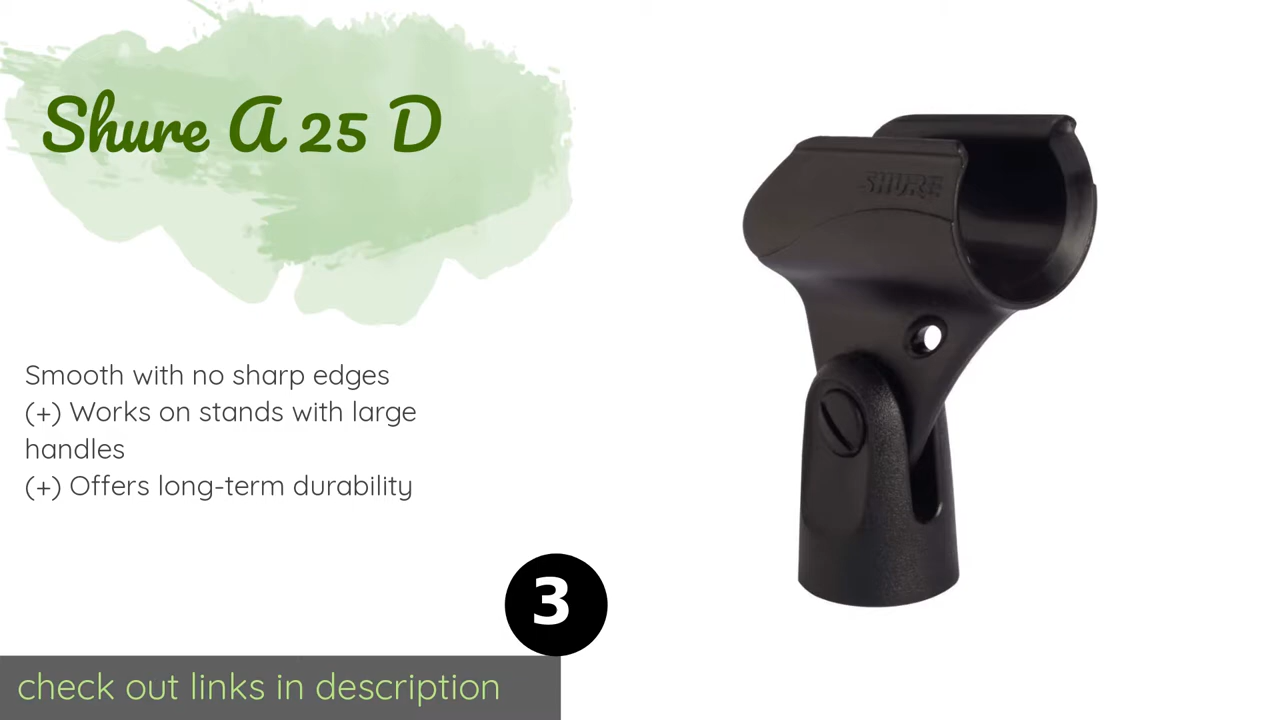 Shure A 25 D
SHURE
Smooth with no sharp edges
(+) Works on stands with large
handles
(+) Offers long-term durability
3
check out links in description